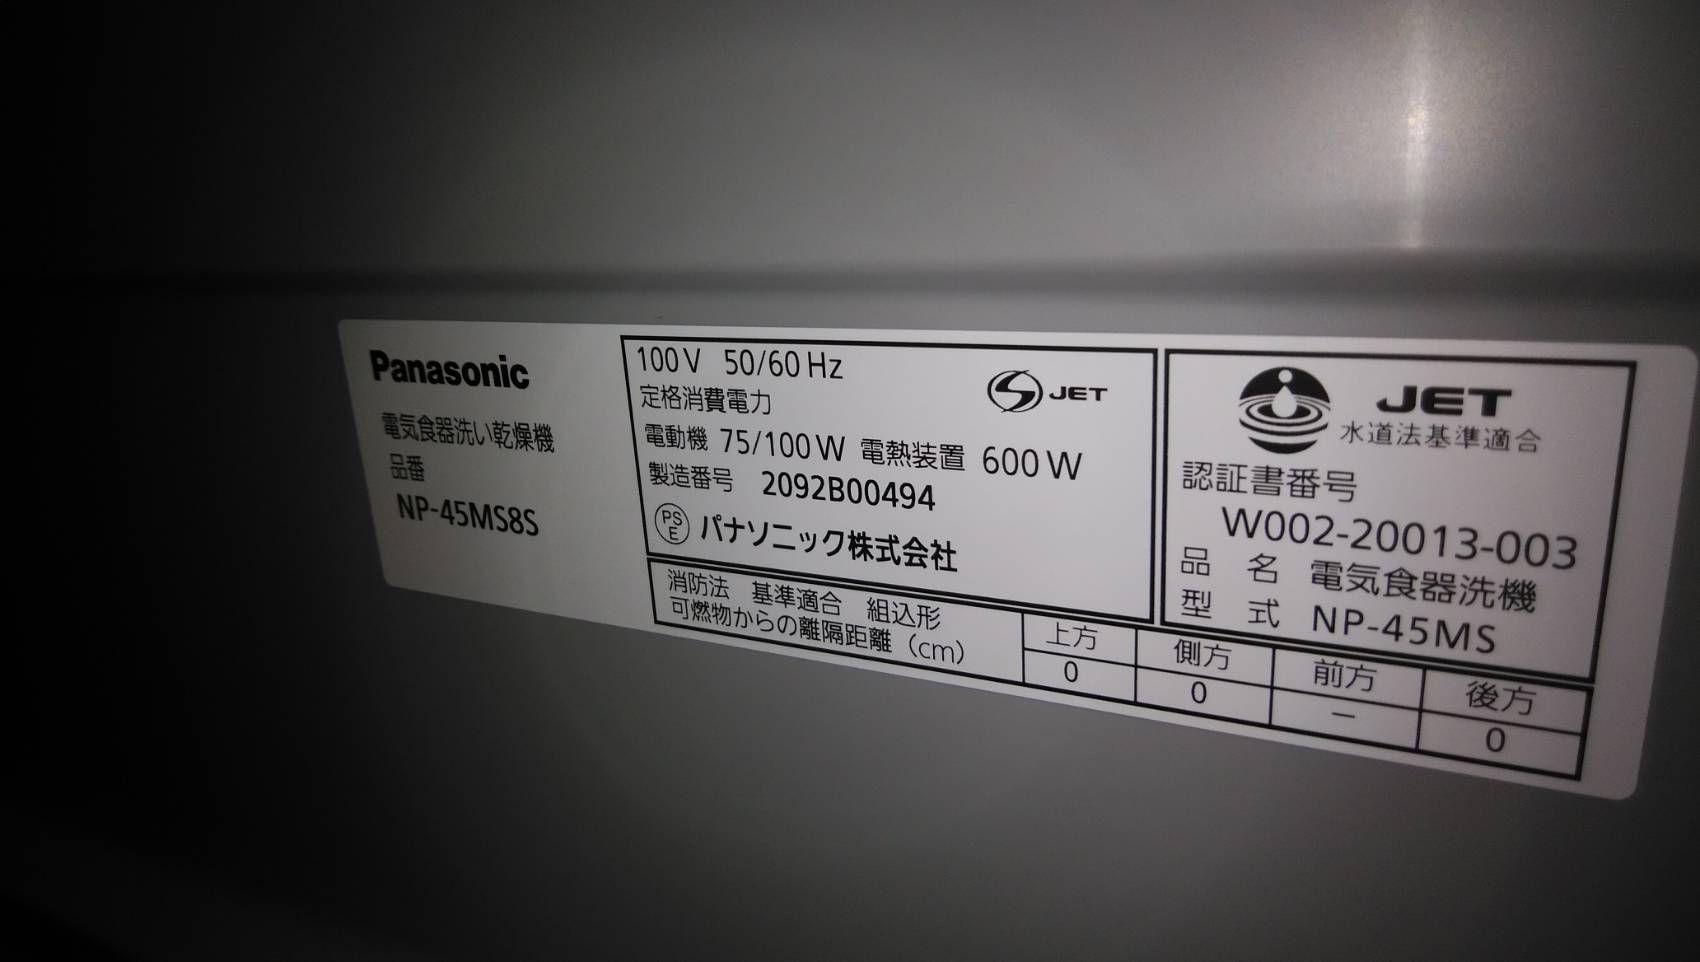 Panasonic
電気食器洗い乾燥機
品番
NP-45MS8S
100V 50/60Hz
定格消費電力
電動機 75/100W 電熱装置 600W
製造番号 2092B00494
PSE パナソニック株式会社
JET
消防法 基準適合 組込形
可燃物からの離隔距離(cm)
上方 側方 前方 後方
0 0 － 0
JET
水道法基準適合
認証書番号
W002-20013-003
品名 電気食器洗機
型式 NP-45MS